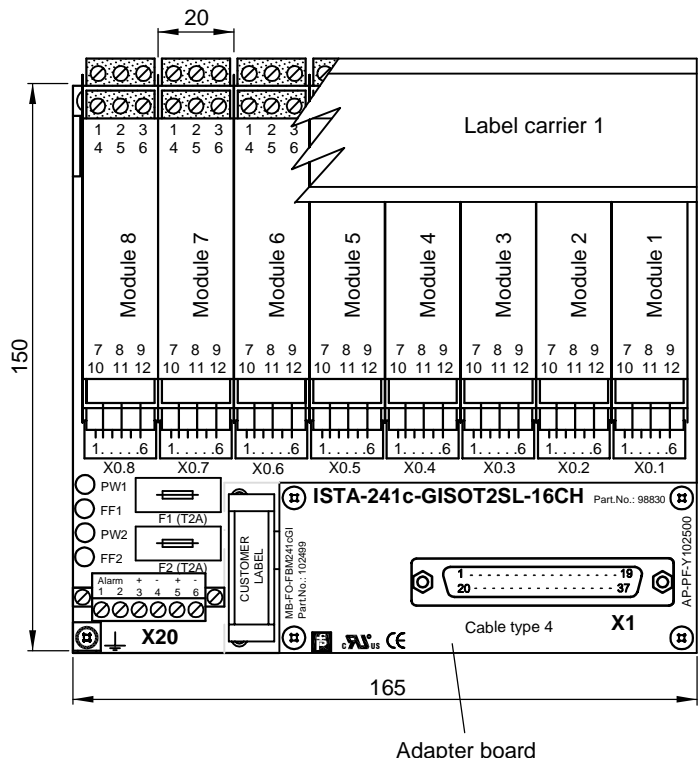 20
Label carrier 1
1 2 3 1 2 3 1 2 3
4 5 6 4 5 6 4 5 6
Module 8
Module 7
Module 6
Module 5
Module 4
Module 3
Module 2
Module 1
150
7 8 9 7 8 9 7 8 9 7 8 9 7 8 9 7 8 9 7 8 9 7 8 9
10 11 12 10 11 12 10 11 12 10 11 12 10 11 12 10 11 12 10 11 12 10 11 12
1.....6 1.....6 1.....6 1.....6 1.....6 1.....6 1.....6 1.....6
X0.8 X0.7 X0.6 X0.5 X0.4 X0.3 X0.2 X0.1
PW1
FF1
PW2
FF2
F1 (T2A)
F2 (T2A)
Alarm + - + -
1 2 3 4 5 6
X20
CUSTOMER
LABEL
MB-FO-FBM241cGI
Part.No.: 102499
ISTA-241c-GISOT2SL-16CH Part.No.: 98830
AP-PF-Y102500
1 19
20 37
Cable type 4 X1
c US CE
165
Adapter board